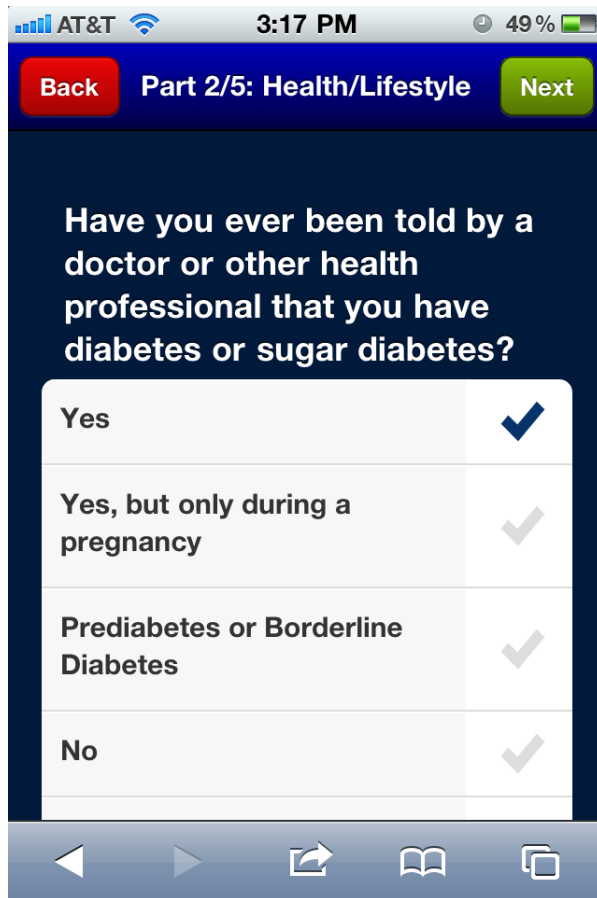 AT&T 3:17 PM 49%
Back Part 2/5: Health/Lifestyle Next
Have you ever been told by a
doctor or other health
professional that you have
diabetes or sugar diabetes?
Yes
Yes, but only during a
pregnancy
Prediabetes or Borderline
Diabetes
No